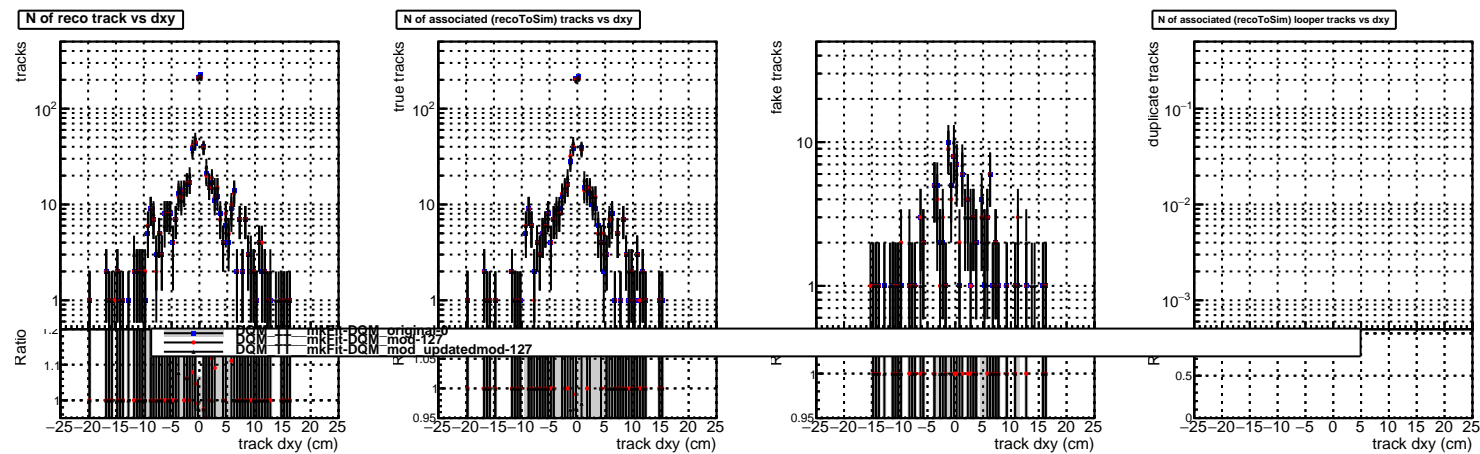 N of reco track vs dxy
tracks
10²
10
1
Ratio
1.2
1.1
1
−25 −20 −15 −10 −5 0 5 10 15 20 25
track dxy (cm)
N of associated (recoToSim) tracks vs dxy
true tracks
10²
10
1
1.05
1
0.95
−25 −20 −15 −10 −5 0 5 10 15 20 25
track dxy (cm)
fake tracks
10
1
1
0.95
−25 −20 −15 −10 −5 0 5 10 15 20 25
track dxy (cm)
N of associated (recoToSim) looper tracks vs dxy
duplicate tracks
10⁻¹
10⁻²
10⁻³
0.5
0
−25 −20 −15 −10 −5 0 5 10 15 20 25
track dxy (cm)
mkFit-DQM_original-0
mkFit-DQM_mod-127
mkFit-DQM_mod_updatedmod-127